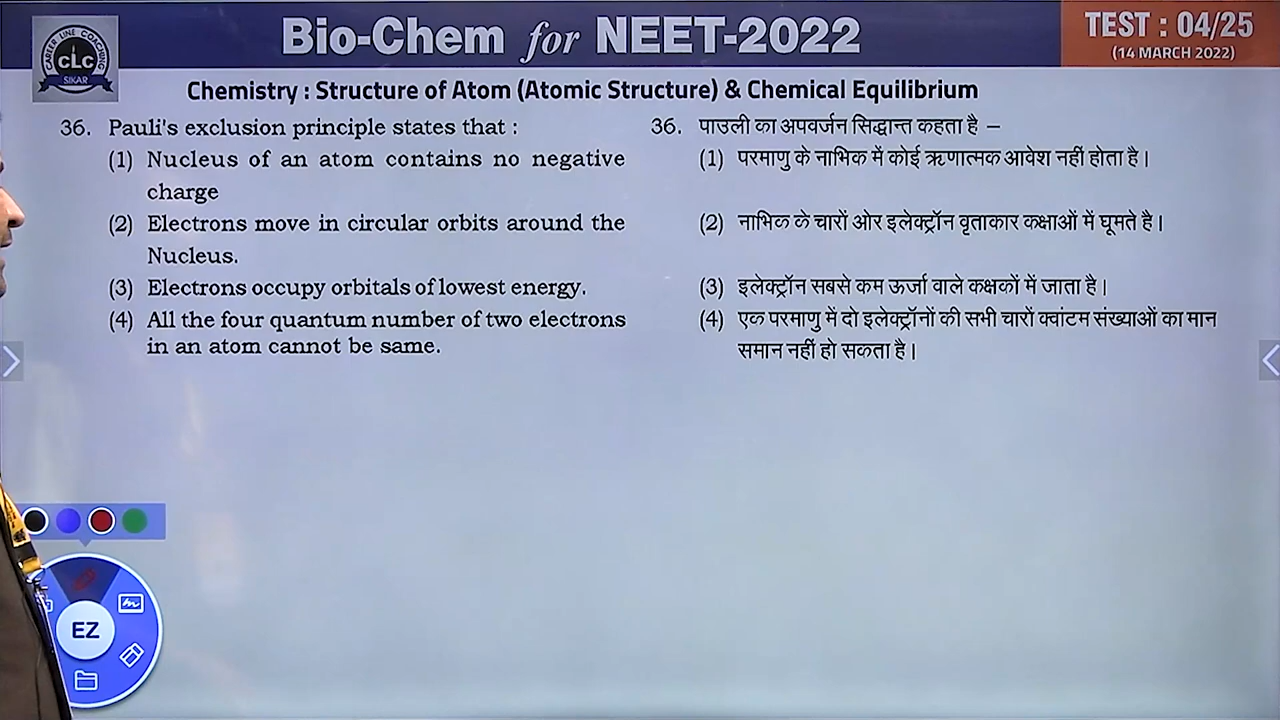 CAREER LINE COACHING
CLC
SIKAR
Bio-Chem for NEET-2022
TEST : 04/25
(14 MARCH 2022)
Chemistry : Structure of Atom (Atomic Structure) & Chemical Equilibrium
36. Pauli's exclusion principle states that :
(1) Nucleus of an atom contains no negative
charge
(2) Electrons move in circular orbits around the
Nucleus.
(3) Electrons occupy orbitals of lowest energy.
(4) All the four quantum number of two electrons
in an atom cannot be same.
36. पाउली का अपवर्जन सिद्धान्त कहता है –
(1) परमाणु के नाभिक में कोई ऋणात्मक आवेश नहीं होता है।
(2) नाभिक के चारों ओर इलेक्ट्रॉन वृताकार कक्षाओं में घूमते है।
(3) इलेक्ट्रॉन सबसे कम ऊर्जा वाले कक्षकों में जाता है।
(4) एक परमाणु में दो इलेक्ट्रॉनों की सभी चारों क्वांटम संख्याओं का मान
समान नहीं हो सकता है।
EZ